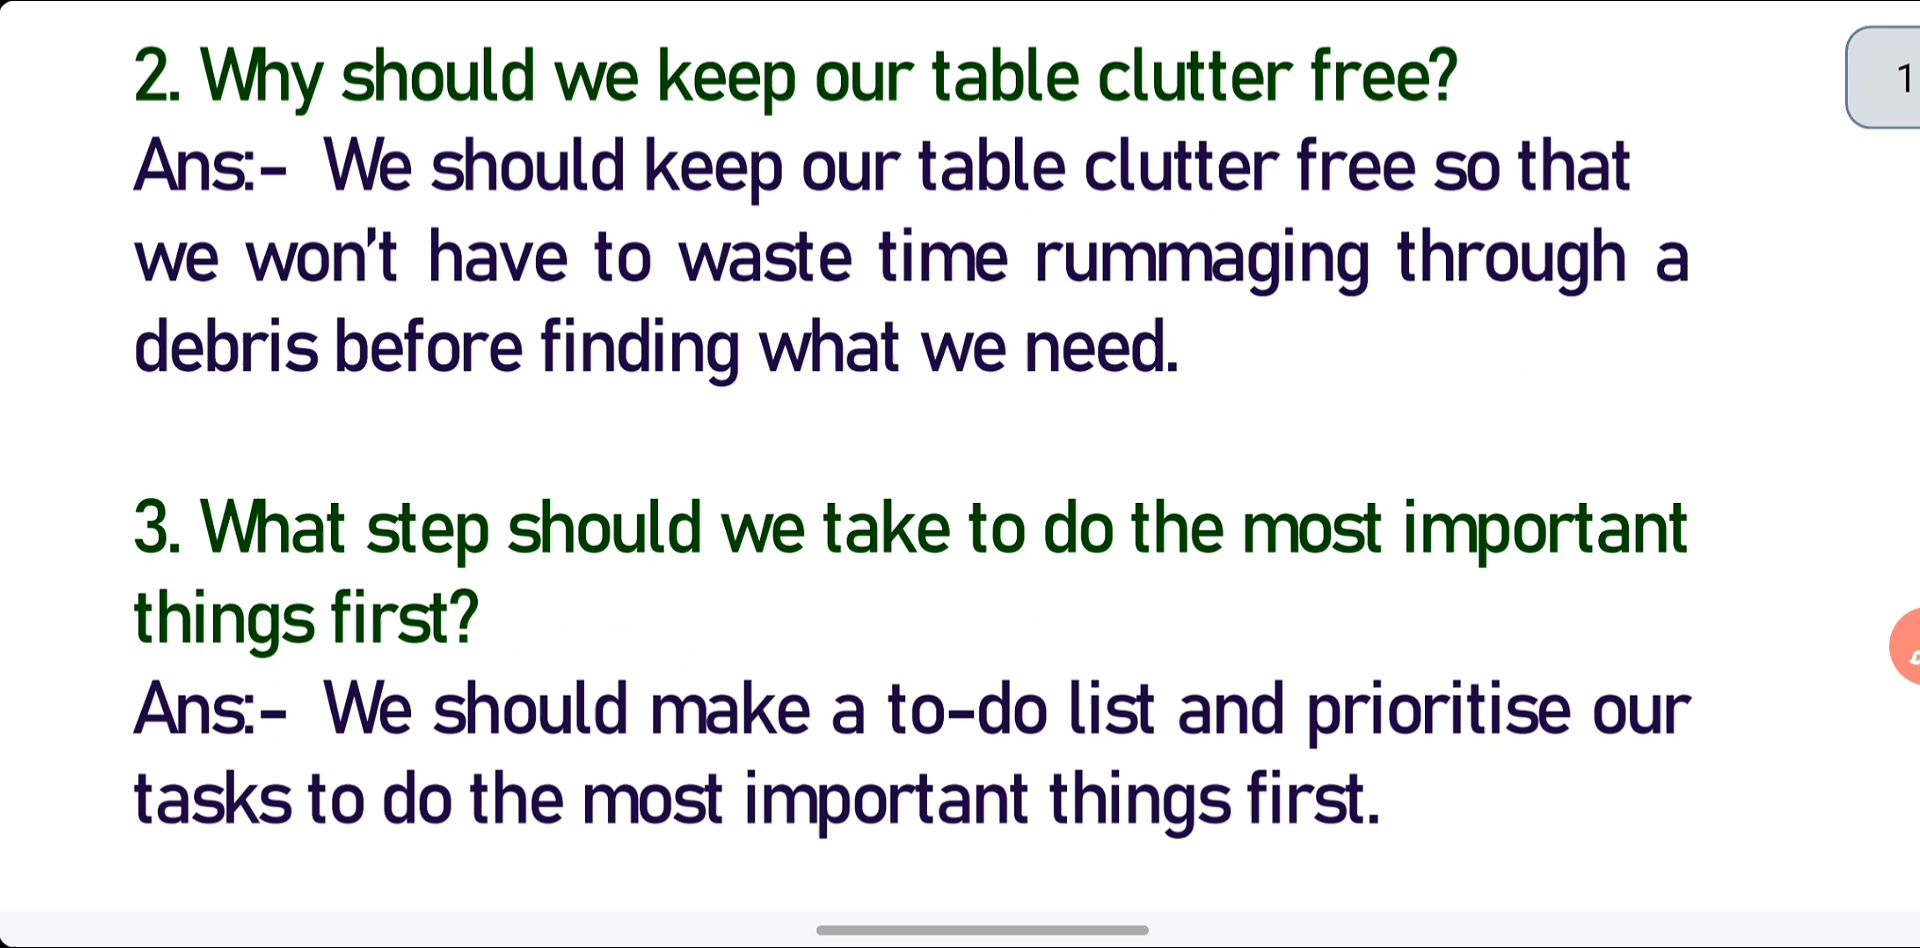 2. Why should we keep our table clutter free?
Ans:- We should keep our table clutter free so that
we won't have to waste time rummaging through a
debris before finding what we need.
3. What step should we take to do the most important
things first?
Ans:- We should make a to-do list and prioritise our
tasks to do the most important things first.
1